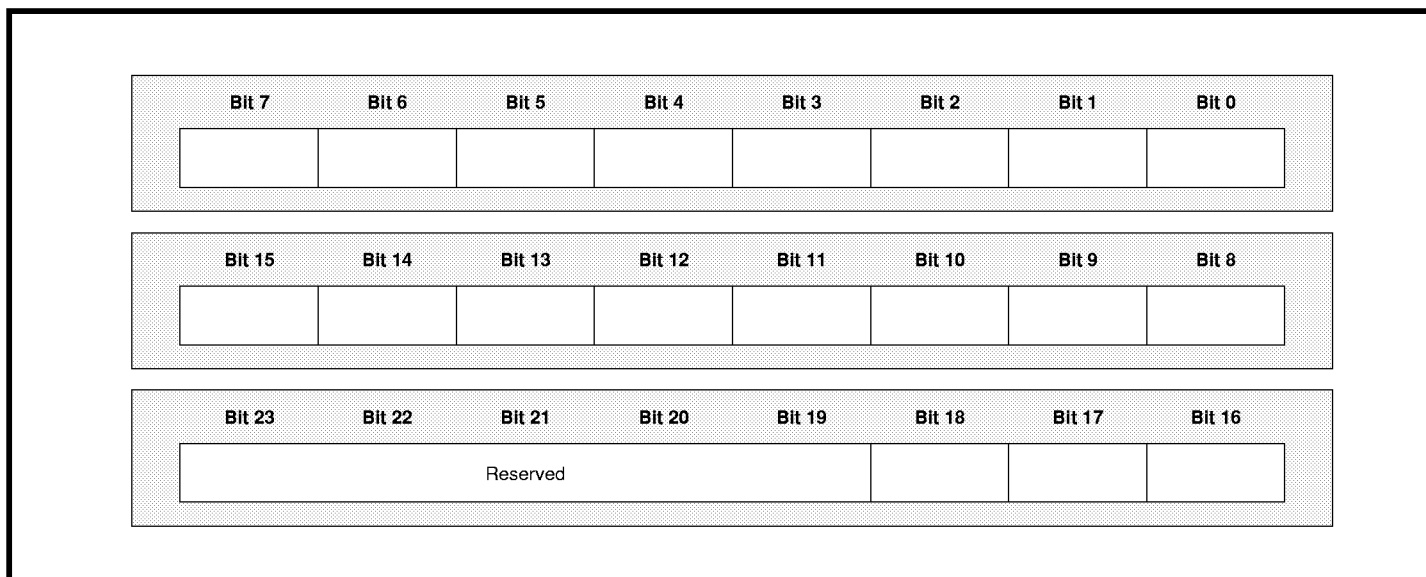 Bit 7 Bit 6 Bit 5 Bit 4 Bit 3 Bit 2 Bit 1 Bit 0
Bit 15 Bit 14 Bit 13 Bit 12 Bit 11 Bit 10 Bit 9 Bit 8
Bit 23 Bit 22 Bit 21 Bit 20 Bit 19 Bit 18 Bit 17 Bit 16
Reserved